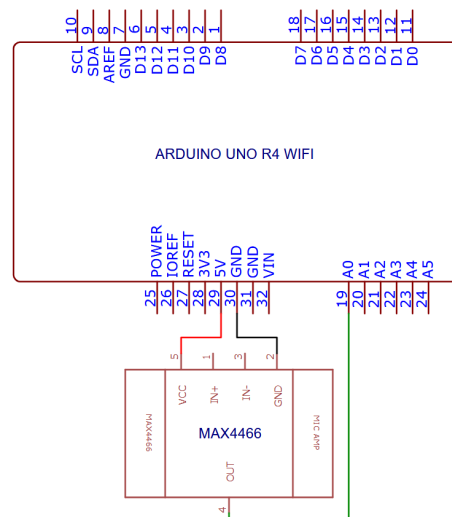 10 9 8 7 6 5 4 3 2 1 18 17 16 15 14 13 12 11
SCL SDA AREF GND D13 D12 D11 D10 D9 D8 D7 D6 D5 D4 D3 D2 D1 D0
ARDUINO UNO R4 WIFI
POWER IOREF RESET 3V3 5V GND GND VIN A0 A1 A2 A3 A4 A5
25 26 27 28 29 30 31 32 19 20 21 22 23 24
5 1 3 2
VCC IN+ IN- GND
MAX4466
MAX4466
MIC AMP
OUT
4